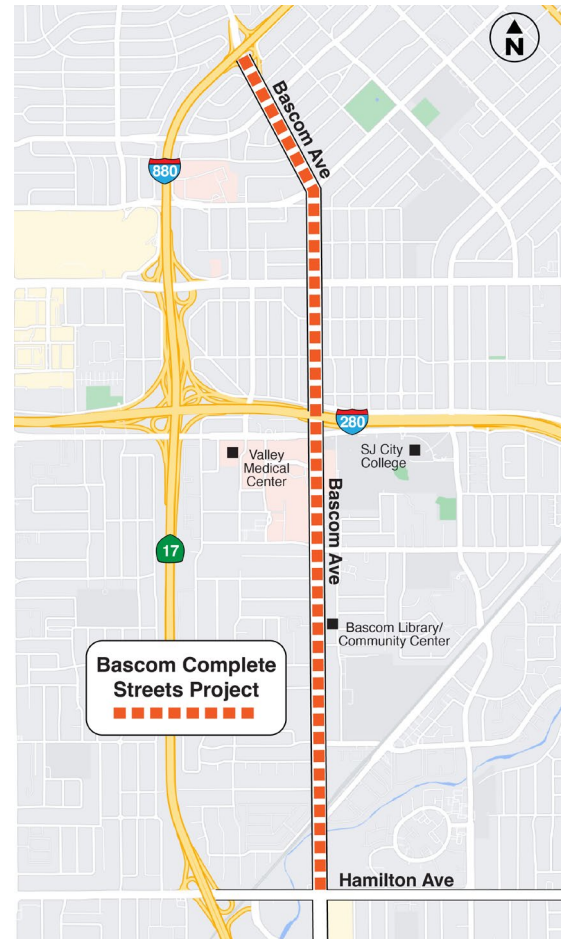 N
Bascom Ave
880
280
Valley
Medical
Center
SJ City
College
Bascom Ave
17
Bascom Library/
Community Center
Bascom Complete
Streets Project
Hamilton Ave